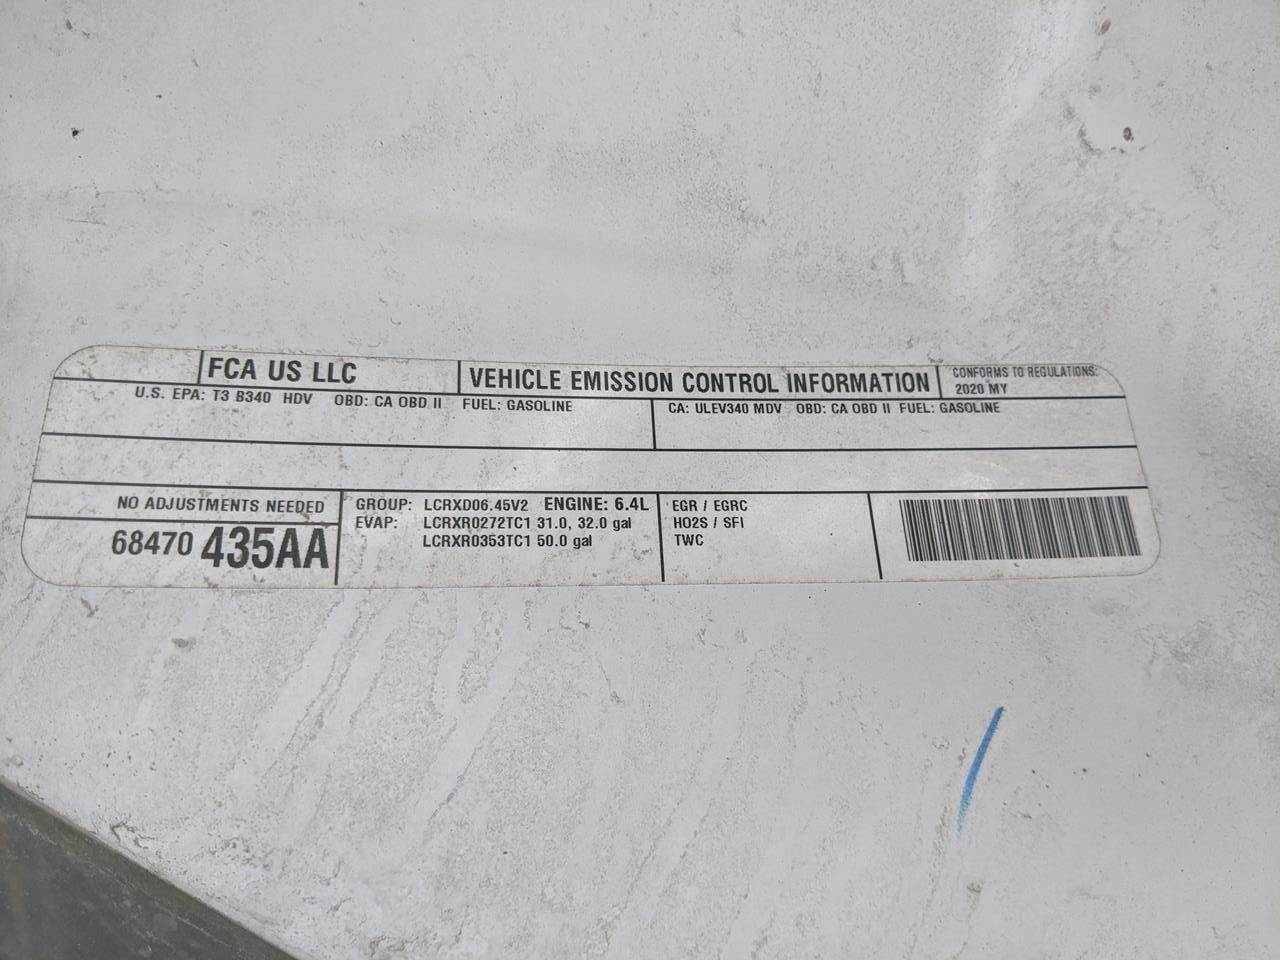 FCA US LLC
VEHICLE EMISSION CONTROL INFORMATION
CONFORMS TO REGULATIONS:
2020 MY
U.S. EPA: T3 B340 HDV OBD: CA OBD II FUEL: GASOLINE
CA: ULEV340 MDV OBD: CA OBD II FUEL: GASOLINE
NO ADJUSTMENTS NEEDED
68470 435AA
GROUP: LCRXD06.45V2 ENGINE: 6.4L
EVAP: LCRXR0272TC1 31.0, 32.0 gal
LCRXR0353TC1 50.0 gal
EGR / EGRC
HO2S / SFI
TWC